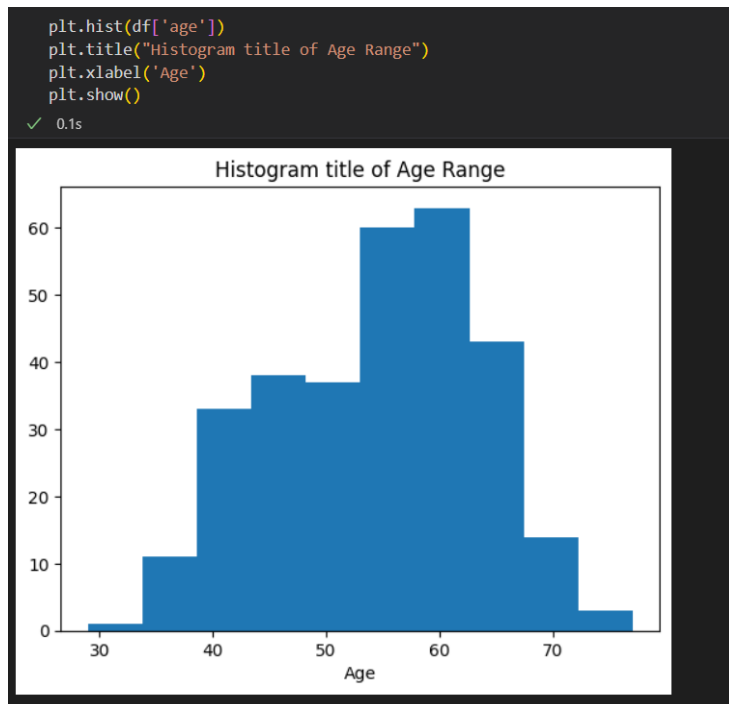 plt.hist(df['age'])
plt.title("Histogram title of Age Range")
plt.xlabel('Age')
plt.show()
✓ 0.1s
Histogram title of Age Range
60
50
40
30
20
10
0
30 40 50 60 70
Age